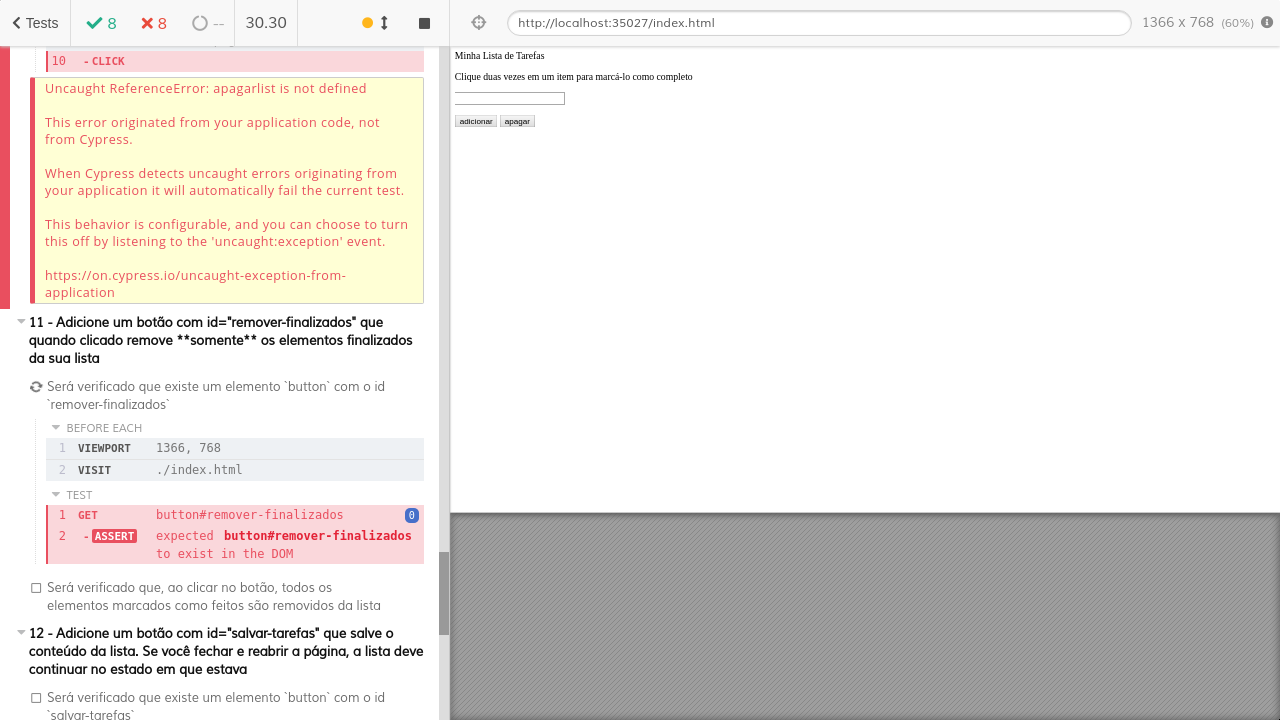 Tests 8 8 -- 30.30
http://localhost:35027/index.html 1366 x 768 (60%)
10 - CLICK
Uncaught ReferenceError: apagarlist is not defined
This error originated from your application code, not
from Cypress.
When Cypress detects uncaught errors originating from
your application it will automatically fail the current test.
This behavior is configurable, and you can choose to turn
this off by listening to the 'uncaught:exception' event.
https://on.cypress.io/uncaught-exception-from-
application
11 - Adicione um botão com id="remover-finalizados" que
quando clicado remove **somente** os elementos finalizados
da sua lista
Será verificado que existe um elemento `button` com o id
`remover-finalizados`
BEFORE EACH
1 VIEWPORT 1366, 768
2 VISIT ./index.html
TEST
1 GET button#remover-finalizados 0
2 - ASSERT expected button#remover-finalizados
to exist in the DOM
Será verificado que, ao clicar no botão, todos os
elementos marcados como feitos são removidos da lista
12 - Adicione um botão com id="salvar-tarefas" que salve o
conteúdo da lista. Se você fechar e reabrir a página, a lista deve
continuar no estado em que estava
Será verificado que existe um elemento `button` com o id
`salvar-tarefas`
Minha Lista de Tarefas
Clique duas vezes em um item para marcá-lo como completo
adicionar apagar